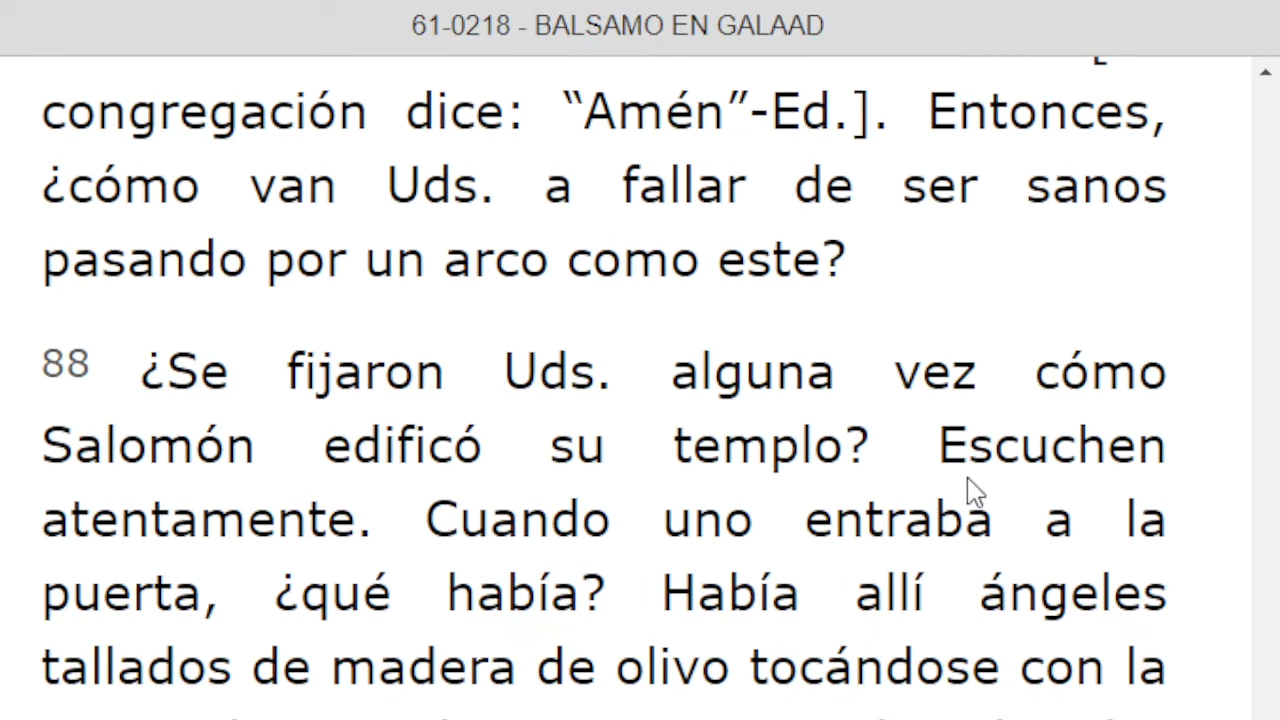 61-0218 - BALSAMO EN GALAAD
congregación dice: “Amén”-Ed.]. Entonces,
¿cómo van Uds. a fallar de ser sanos
pasando por un arco como este?
88 ¿Se fijaron Uds. alguna vez cómo
Salomón edificó su templo? Escuchen
atentamente. Cuando uno entraba a la
puerta, ¿qué había? Había allí ángeles
tallados de madera de olivo tocándose con la